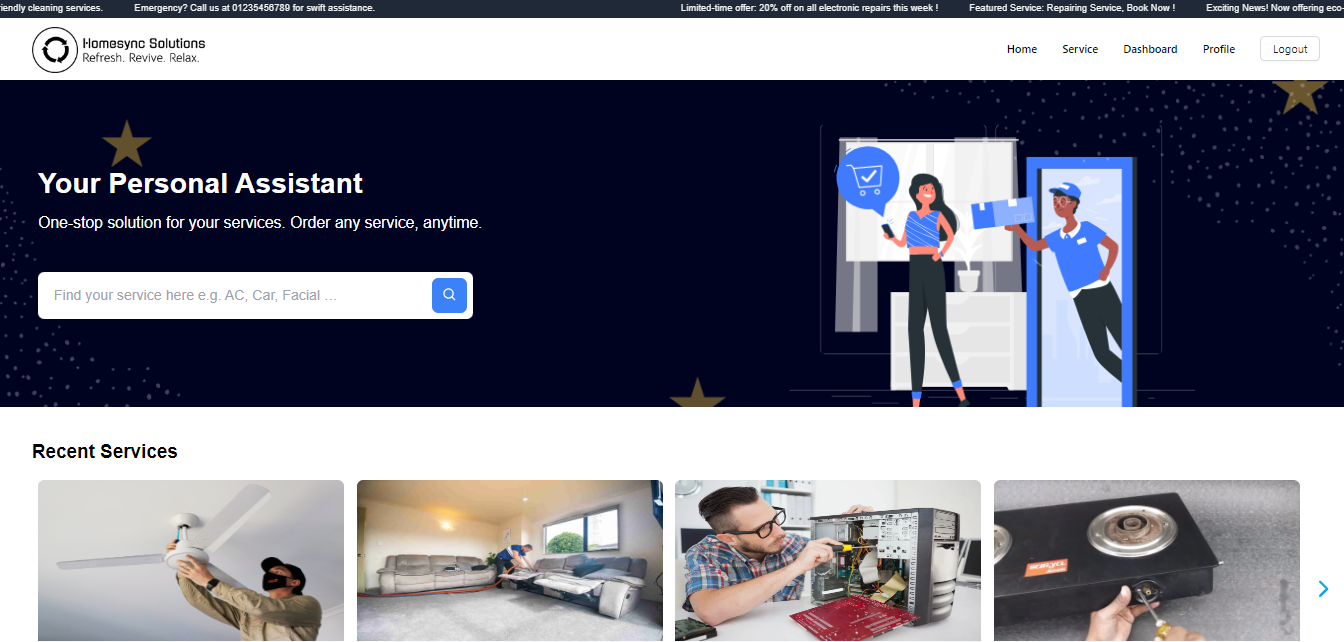 riendly cleaning services. Emergency? Call us at 01235456789 for swift assistance. Limited-time offer: 20% off on all electronic repairs this week ! Featured Service: Repairing Service, Book Now ! Exciting News! Now offering eco-
Homesync Solutions
Refresh. Revive. Relax.
Home Service Dashboard Profile Logout
Your Personal Assistant
One-stop solution for your services. Order any service, anytime.
Find your service here e.g. AC, Car, Facial ...
Recent Services